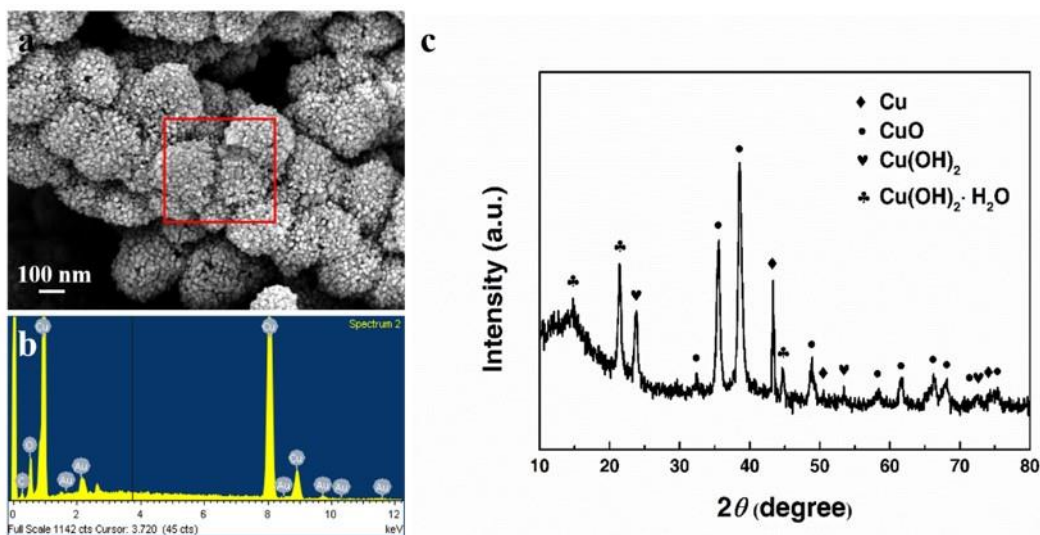 a
100 nm
b
Spectrum 2
Cu
Cu
O
Cu
C
Au
Au
Au
Au
Au
Au
0 2 4 6 8 10 12
Full Scale 1142 cts Cursor: 3.720 (45 cts)
keV
c
Cu
CuO
Cu(OH)2
Cu(OH)2· H2O
Intensity (a.u.)
10 20 30 40 50 60 70 80
2θ (degree)